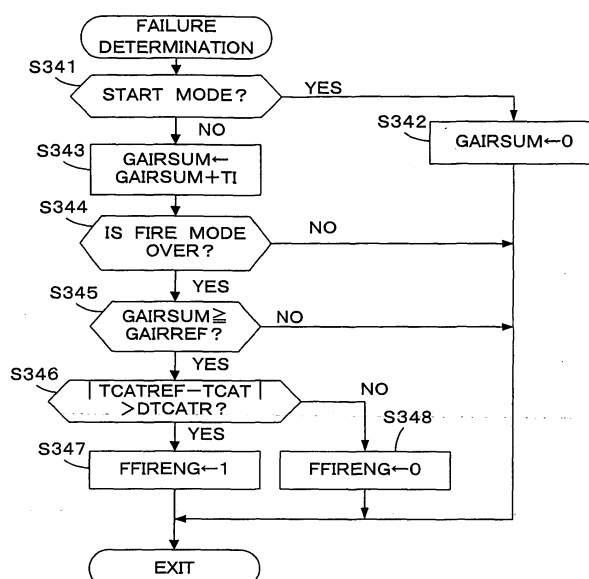 FAILURE
DETERMINATION
S341
START MODE?
YES
NO
S342
GAIRSUM←0
S343
GAIRSUM←
GAIRSUM+TI
S344
IS FIRE MODE
OVER?
NO
YES
S345
GAIRSUM≧
GAIRREF?
NO
YES
S346
|TCATREF−TCAT|
>DTCATR?
NO
YES
S347
FFIRENG←1
S348
FFIRENG←0
EXIT